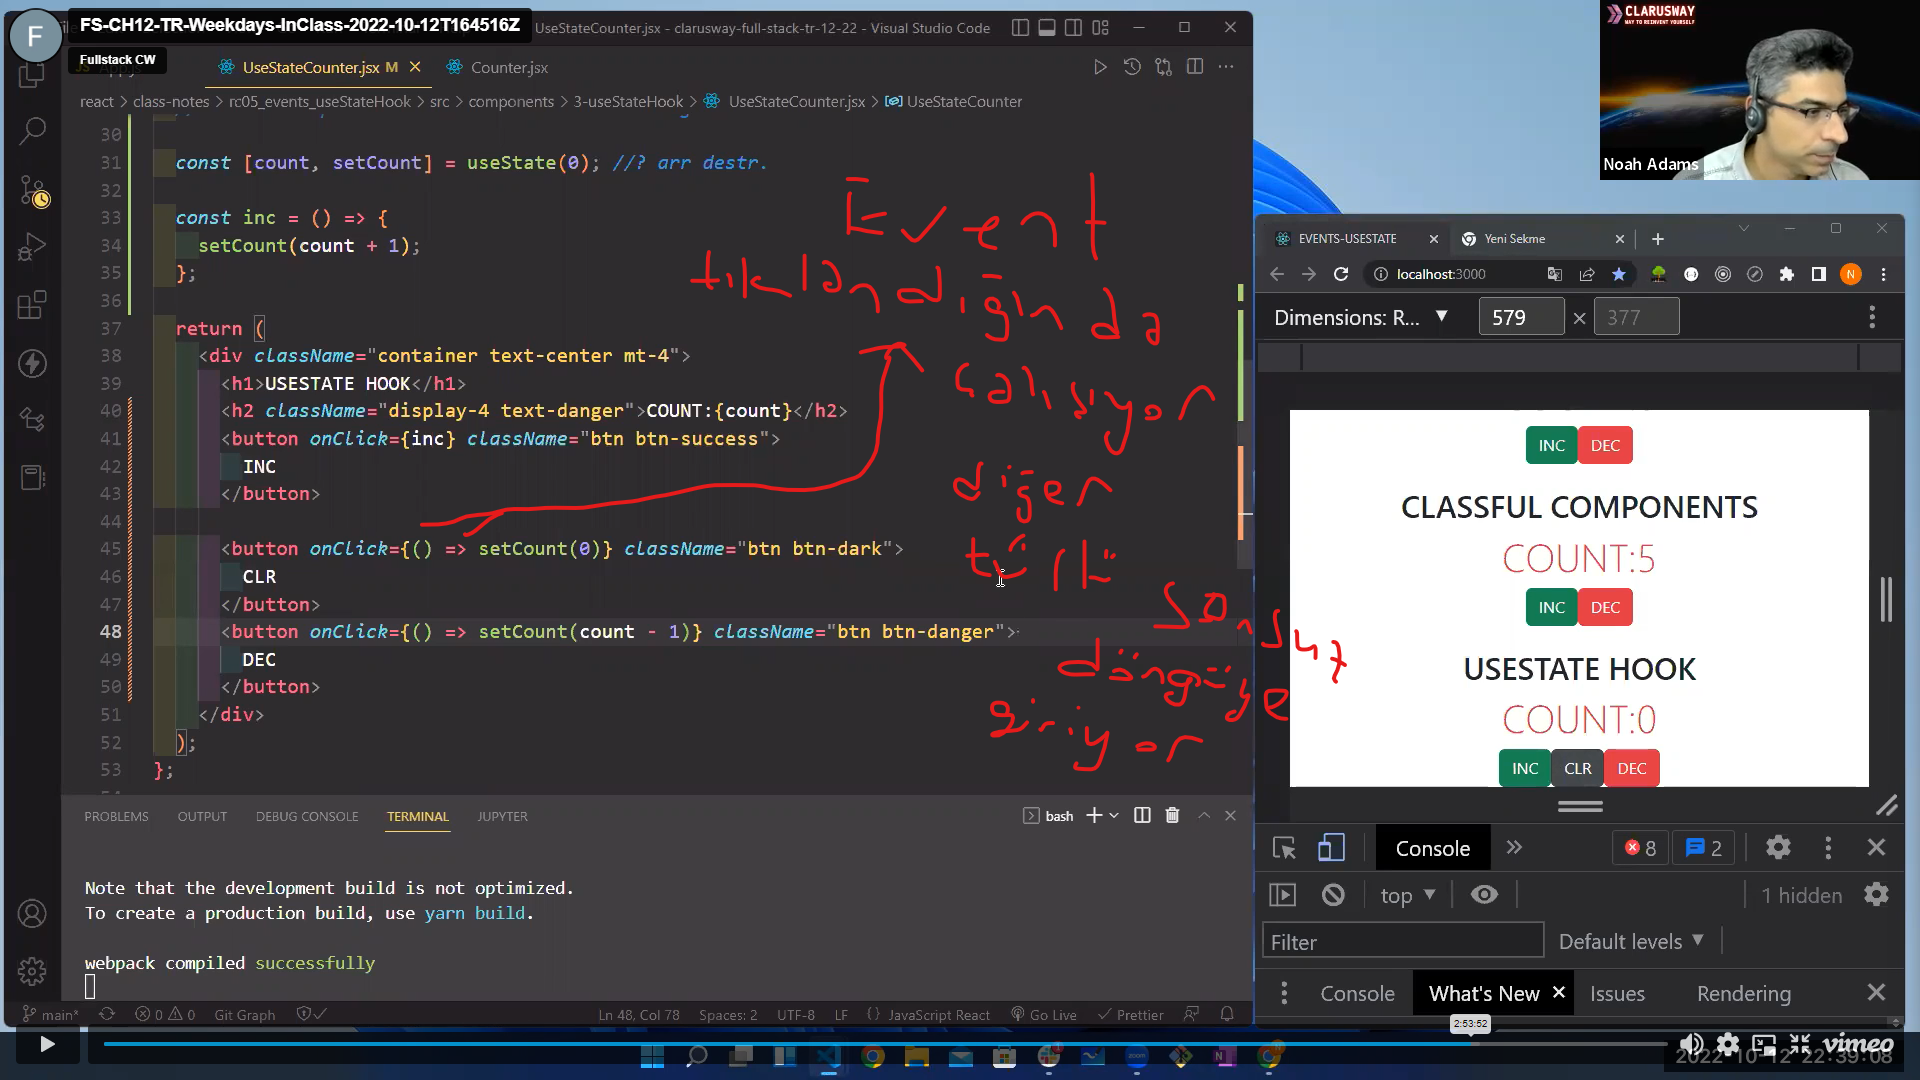 FS-CH12-TR-Weekdays-InClass-2022-10-12T164516Z
F
Fullstack CW
UseStateCounter.jsx - clarusway-full-stack-tr-12-22 - Visual Studio Code
UseStateCounter.jsx M
Counter.jsx
react > class-notes > rc05_events_useStateHook > src > components > 3-useStateHook > UseStateCounter.jsx > UseStateCounter
30
31 const [count, setCount] = useState(0); //? arr destr.
32
33 const inc = () => {
34 setCount(count + 1);
35 };
36
37 return (
38 <div className="container text-center mt-4">
39 <h1>USESTATE HOOK</h1>
40 <h2 className="display-4 text-danger">COUNT:{count}</h2>
41 <button onClick={inc} className="btn btn-success">
42 INC
43 </button>
44
45 <button onClick={() => setCount(0)} className="btn btn-dark">
46 CLR
47 </button>
48 <button onClick={() => setCount(count - 1)} className="btn btn-danger">
49 DEC
50 </button>
51 </div>
52 );
53 };
Event
tıklandığında
çalışıyor
diğer
türlü
sonsuz
döngüye
giriyor
PROBLEMS OUTPUT DEBUG CONSOLE TERMINAL JUPYTER
bash
Note that the development build is not optimized.
To create a production build, use yarn build.
webpack compiled successfully
main* 0 0 Git Graph
Ln 48, Col 78 Spaces: 2 UTF-8 LF {} JavaScript React Go Live Prettier
CLARUSWAY
WAY TO REINVENT YOURSELF
Noah Adams
EVENTS-USESTATE
Yeni Sekme
localhost:3000
N
Dimensions: R... 579 × 377
INC DEC
CLASSFUL COMPONENTS
COUNT:5
INC DEC
USESTATE HOOK
COUNT:0
INC CLR DEC
Console 8 2
top 1 hidden
Filter Default levels
Console What's New Issues Rendering
2:53:52
vimeo
2022-10-12 22:39:08